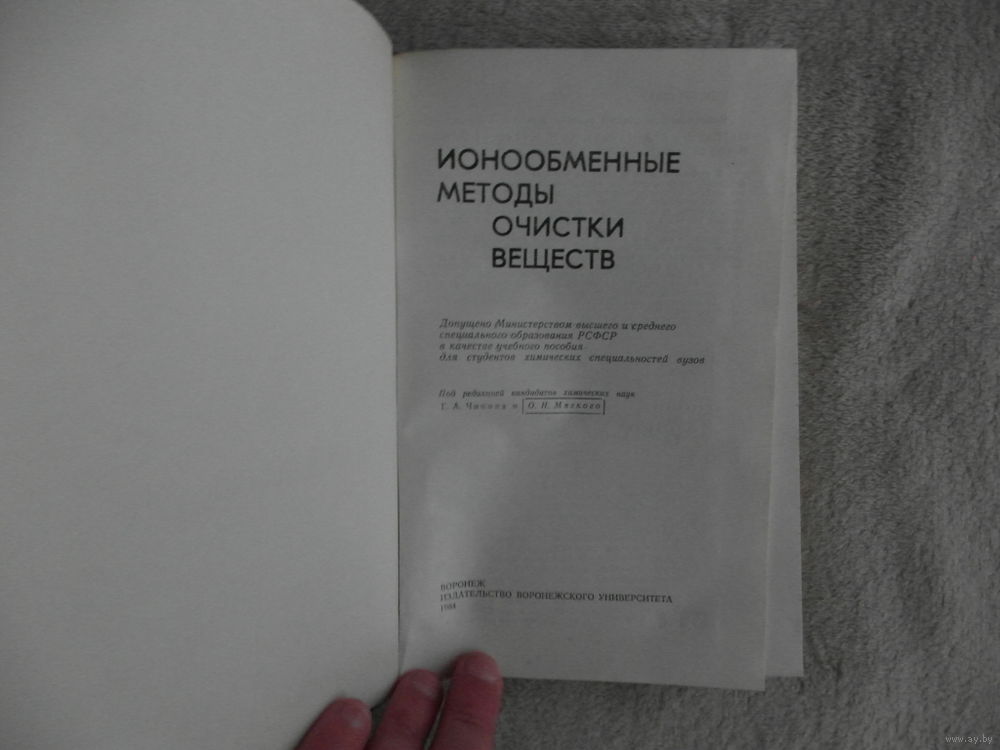 ИОНООБМЕННЫЕ
МЕТОДЫ
ОЧИСТКИ
ВЕЩЕСТВ
Допущено Министерством высшего и среднего
специального образования РСФСР
в качестве учебного пособия
для студентов химических специальностей вузов
Под редакцией кандидатов химических наук
Г. А. Чикина и О. Н. Мягкого
ВОРОНЕЖ
ИЗДАТЕЛЬСТВО ВОРОНЕЖСКОГО УНИВЕРСИТЕТА
1984
www.ay.by